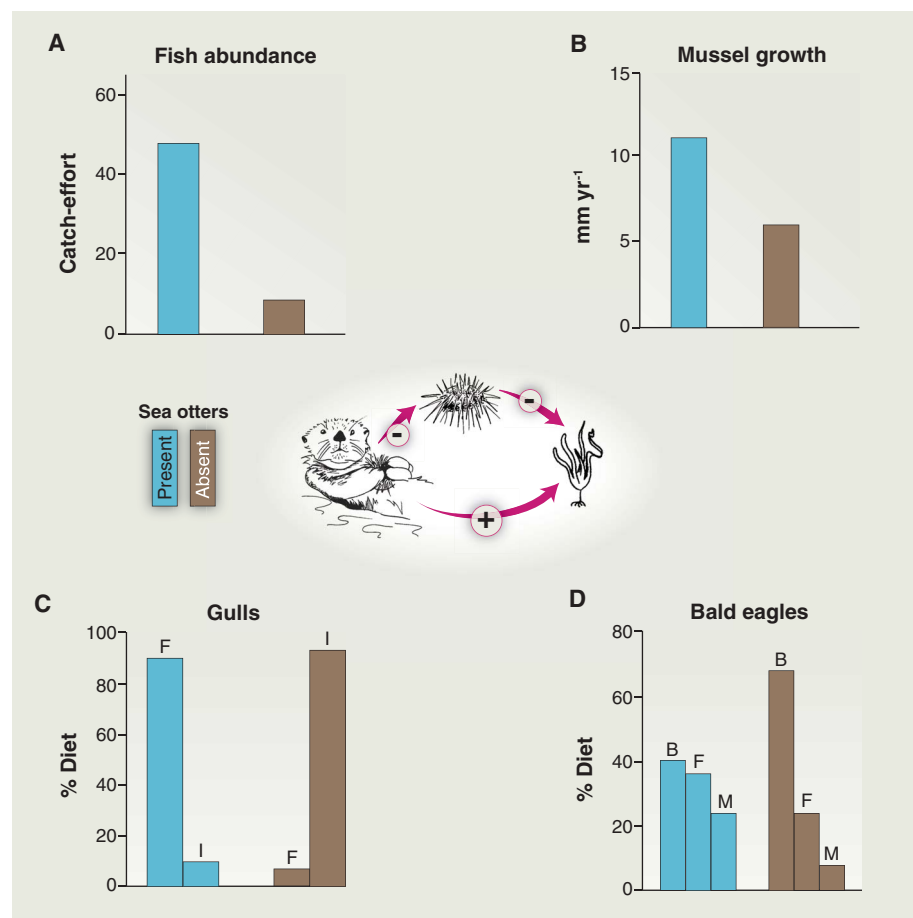 A
Fish abundance
Catch-effort
60
40
20
0
B
Mussel growth
mm yr-1
15
10
5
0
Sea otters
Present
Absent
-
-
+
C
Gulls
% Diet
100
80
60
40
20
0
F
I
F
I
D
Bald eagles
% Diet
80
60
40
20
0
B
F
M
B
F
M